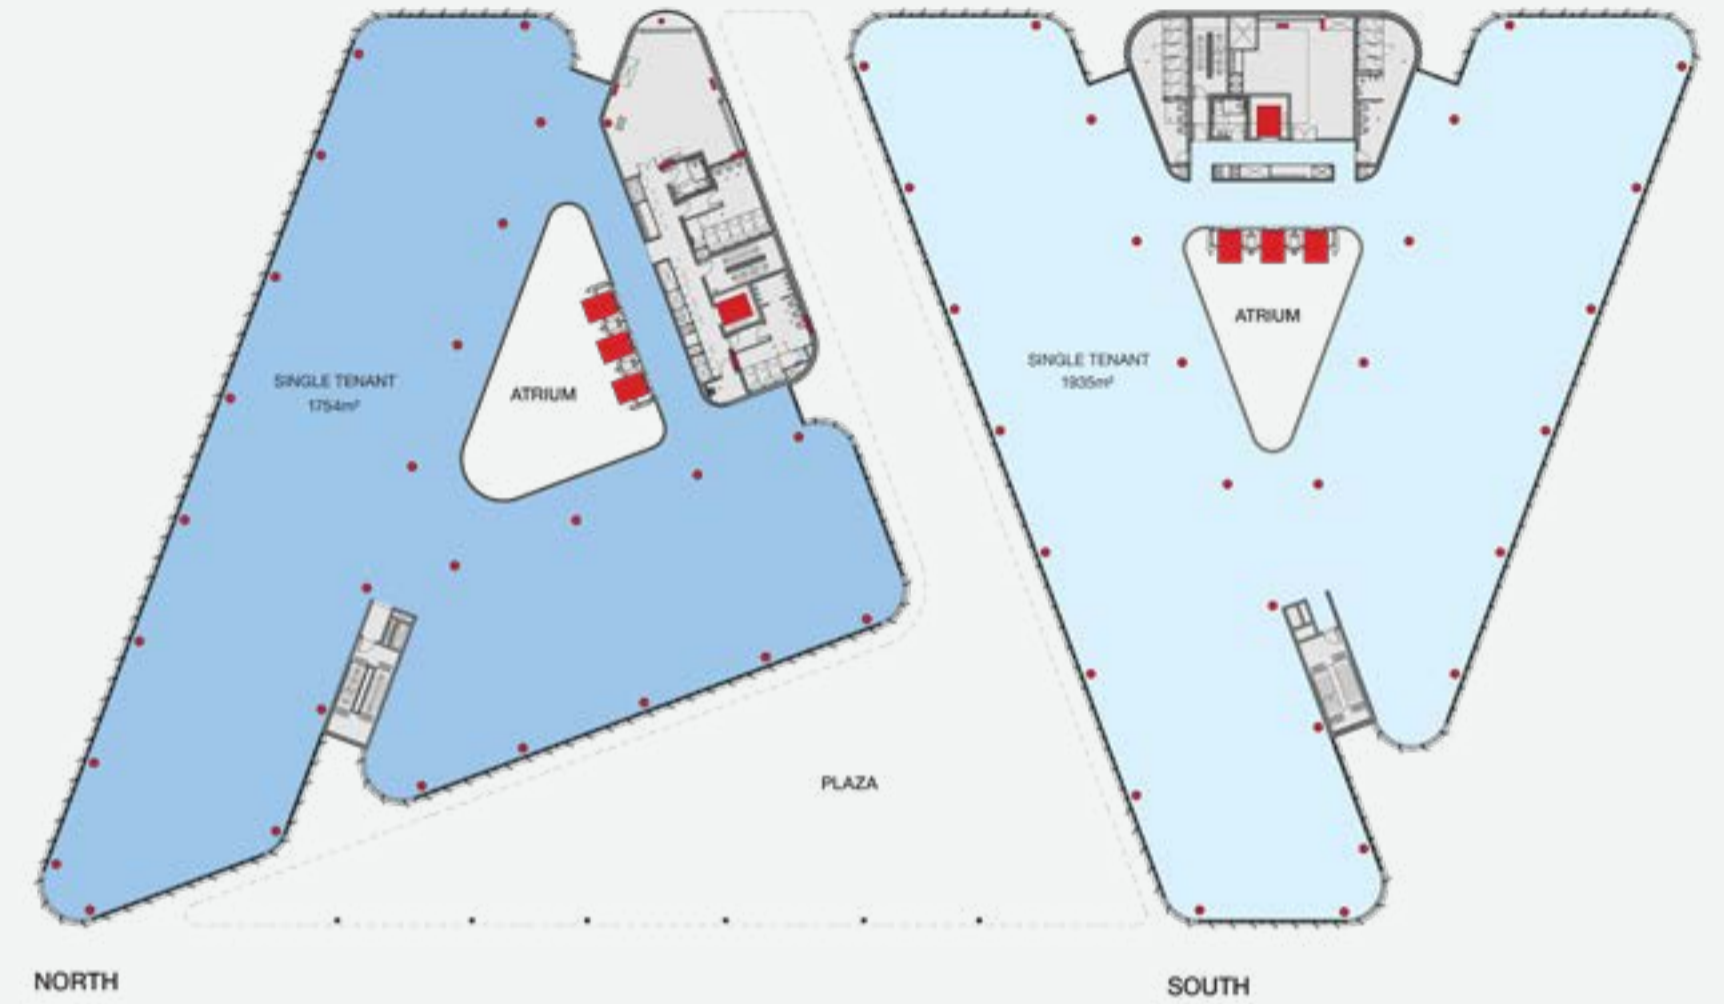 SINGLE TENANT
1754m²
ATRIUM
SINGLE TENANT
1935m²
ATRIUM
PLAZA
NORTH
SOUTH